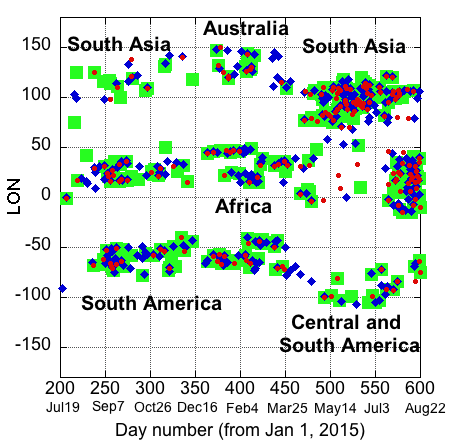 Australia
South Asia
South Asia
150
100
50
0
-50
-100
-150
LON
Africa
South America
Central and
South America
200 250 300 350 400 450 500 550 600
Jul19 Sep7 Oct26 Dec16 Feb4 Mar25 May14 Jul3 Aug22
Day number (from Jan 1, 2015)